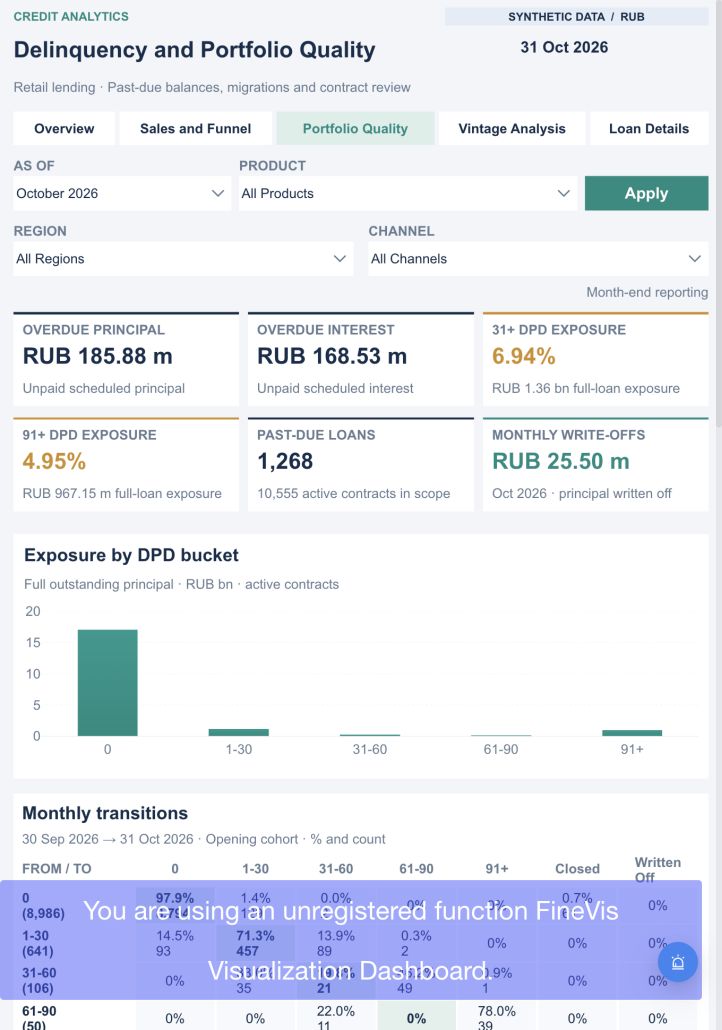 CREDIT ANALYTICS
SYNTHETIC DATA / RUB
Delinquency and Portfolio Quality
31 Oct 2026
Retail lending · Past-due balances, migrations and contract review
Overview Sales and Funnel Portfolio Quality Vintage Analysis Loan Details
AS OF PRODUCT
October 2026 All Products Apply
REGION CHANNEL
All Regions All Channels
Month-end reporting
OVERDUE PRINCIPAL OVERDUE INTEREST 31+ DPD EXPOSURE
RUB 185.88 m RUB 168.53 m 6.94%
Unpaid scheduled principal Unpaid scheduled interest RUB 1.36 bn full-loan exposure
91+ DPD EXPOSURE PAST-DUE LOANS MONTHLY WRITE-OFFS
4.95% 1,268 RUB 25.50 m
RUB 967.15 m full-loan exposure 10,555 active contracts in scope Oct 2026 · principal written off
Exposure by DPD bucket
Full outstanding principal · RUB bn · active contracts
20
15
10
5
0
0 1-30 31-60 61-90 91+
Monthly transitions
30 Sep 2026 → 31 Oct 2026 · Opening cohort · % and count
FROM / TO 0 1-30 31-60 61-90 91+ Closed Written Off
0 97.9% 1.4% 0.0% 0.7% 0%
(8,986)
You are using an unregistered function FineVis
1-30 14.5% 71.3% 13.9% 0.3% 0% 0% 0%
(641) 93 457 89 2
Visualization Dashboard.
31-60 0% 0% 0%
(106) 35 21 49 1
61-90 0% 0% 22.0% 0% 78.0% 0% 0%
(50) 11 39